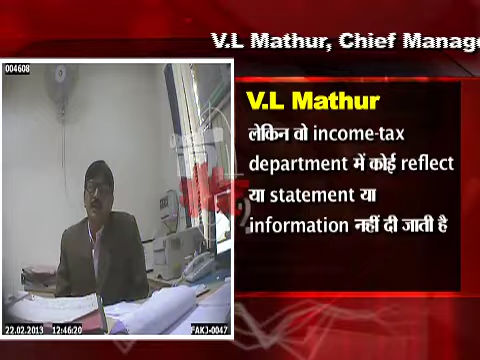 V.L Mathur, Chief Manage
004608
V.L Mathur
लेकिन वो income-tax
department में कोई reflect
या statement या
information नहीं दी जाती है
22.02.2013 12:46:20 FAKJ-0047